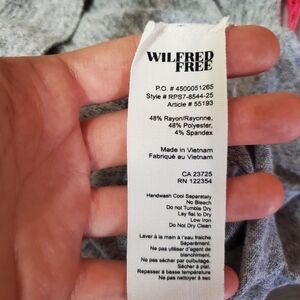 WILFRED
FREE
P.O. # 4500051265
Style # RPS7-8544-25
Article # 55193
48% Rayon/Rayonne,
48% Polyester,
4% Spandex
Made in Vietnam
Fabriqué au Vietnam
CA 23725
RN 122354
Handwash Cool Separately
No Bleach
Do not Tumble Dry
Lay flat to Dry
Low Iron
Do Not Dry Clean
Laver à la main à l'eau fraiche
Séparément.
Ne pas utiliser d'agent de
blanchiment.
Ne pas sécher par culbutage.
Sécher à plat.
Repasser à basse température
Ne pas nettoyer à sec